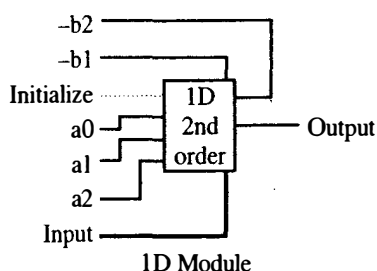 –b2
–b1
Initialize
a0
a1
a2
Input
1D
2nd
order
Output
1D Module